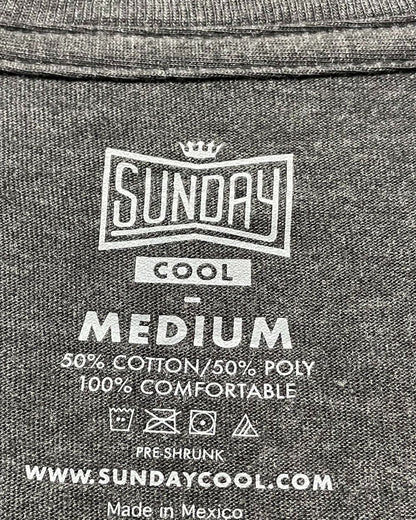 SUNDAY
COOL
-
MEDIUM
50% COTTON/50% POLY
100% COMFORTABLE
PRE-SHRUNK
WWW.SUNDAYCOOL.COM
Made in Mexico